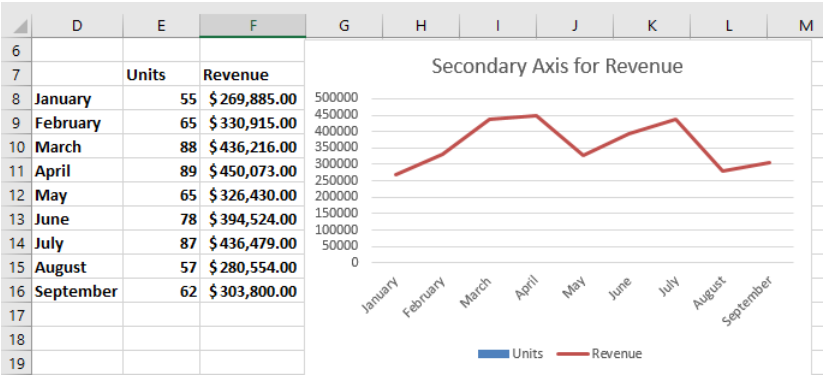 D E F G H I J K L M
6
7 Units Revenue
8 January 55 $269,885.00
9 February 65 $330,915.00
10 March 88 $436,216.00
11 April 89 $450,073.00
12 May 65 $326,430.00
13 June 78 $394,524.00
14 July 87 $436,479.00
15 August 57 $280,554.00
16 September 62 $303,800.00
17
18
19
Secondary Axis for Revenue
500000
450000
400000
350000
300000
250000
200000
150000
100000
50000
0
January February March April May June July August September
Units Revenue